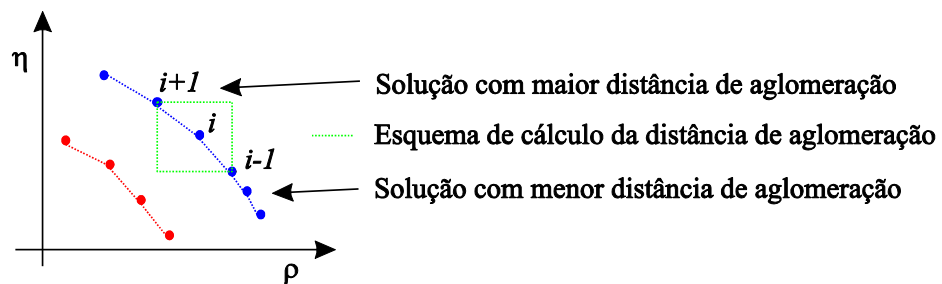 η
i+1
Solução com maior distância de aglomeração
i
Esquema de cálculo da distância de aglomeração
i-1
Solução com menor distância de aglomeração
ρ